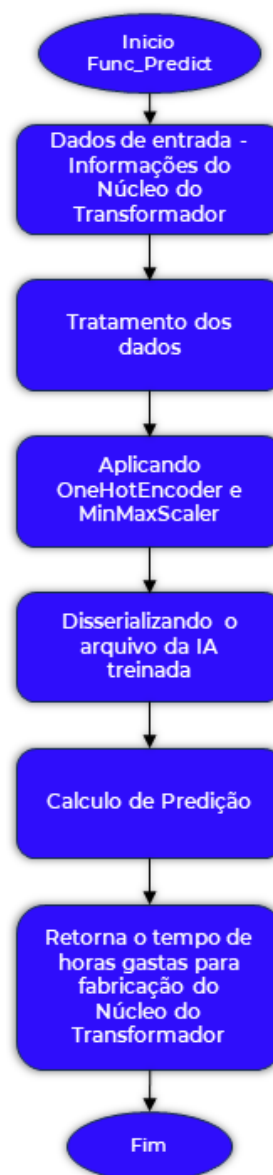 Inicio
Func_Predict
Dados de entrada -
Informações do
Núcleo do
Transformador
Tratamento dos
dados
Aplicando
OneHotEncoder e
MinMaxScaler
Disserializando o
arquivo da IA
treinada
Calculo de Predição
Retorna o tempo de
horas gastas para
fabricação do
Núcleo do
Transformador
Fim